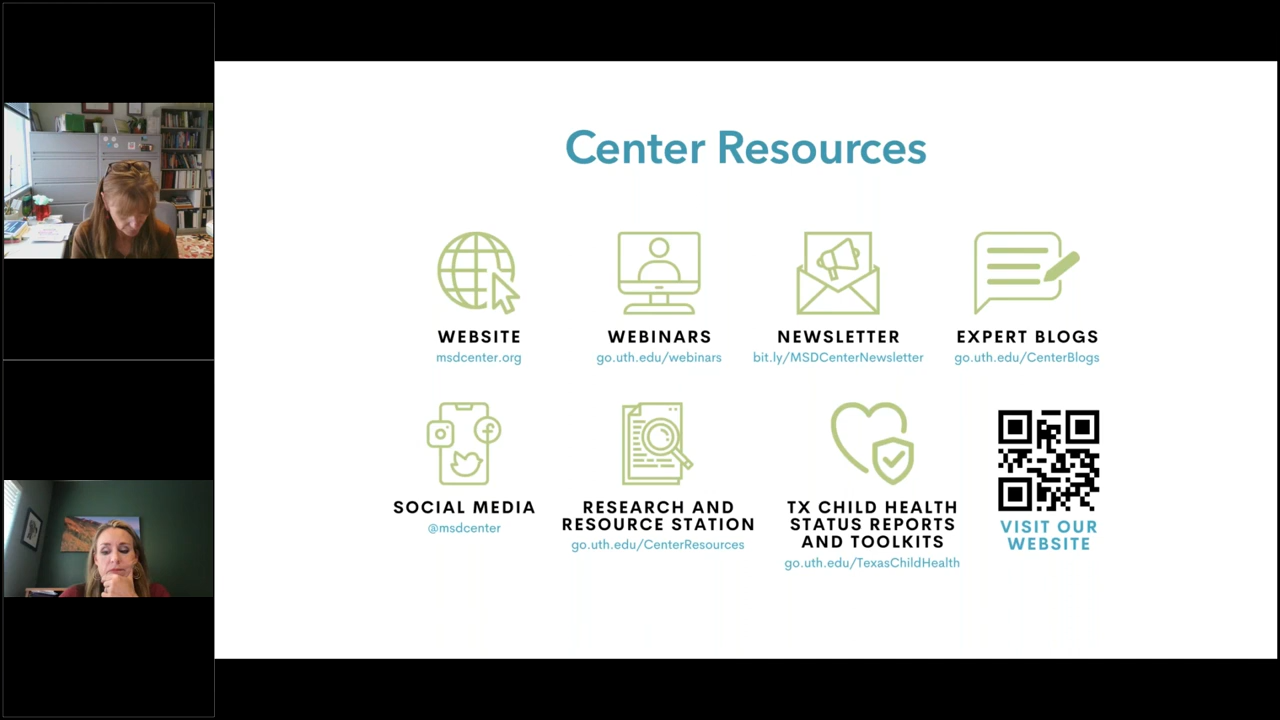 Center Resources
WEBSITE
msdcenter.org
WEBINARS
go.uth.edu/webinars
NEWSLETTER
bit.ly/MSDCenterNewsletter
EXPERT BLOGS
go.uth.edu/CenterBlogs
SOCIAL MEDIA
@msdcenter
RESEARCH AND
RESOURCE STATION
go.uth.edu/CenterResources
TX CHILD HEALTH
STATUS REPORTS
AND TOOLKITS
go.uth.edu/TexasChildHealth
VISIT OUR
WEBSITE